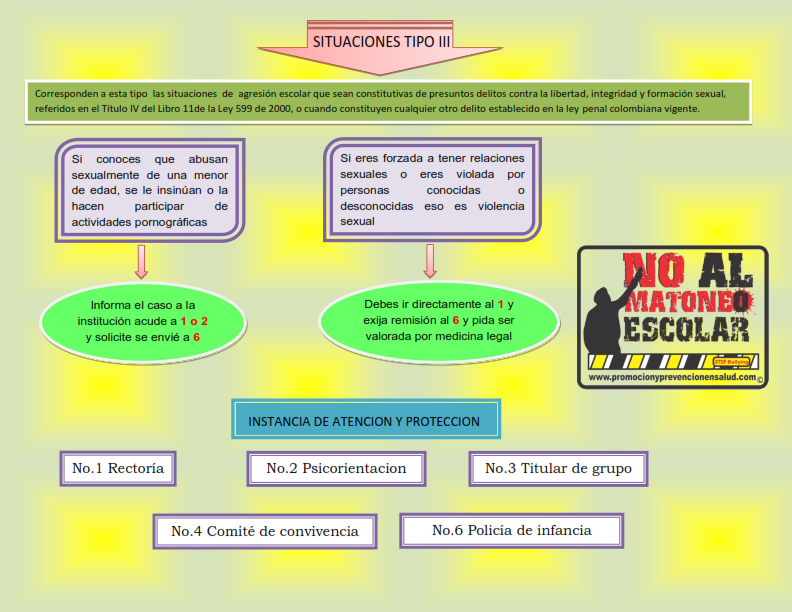 SITUACIONES TIPO III
Corresponden a esta tipo las situaciones de agresión escolar que sean constitutivas de presuntos delitos contra la libertad, integridad y formación sexual,
referidos en el Título IV del Libro 11de la Ley 599 de 2000, o cuando constituyen cualquier otro delito establecido en la ley penal colombiana vigente.
Si conoces que abusan
sexualmente de una menor
de edad, se le insinúan o la
hacen participar de
actividades pornográficas
Si eres forzada a tener relaciones
sexuales o eres violada por
personas conocidas o
desconocidas eso es violencia
sexual
Informa el caso a la
institución acude a 1 o 2
y solicite se envié a 6
Debes ir directamente al 1 y
exija remisión al 6 y pida ser
valorada por medicina legal
NO AL
MATONEO
ESCOLAR
STOP Bullying
www.promocionyprevencionensalud.com©
INSTANCIA DE ATENCION Y PROTECCION
No.1 Rectoría
No.2 Psicorientacion
No.3 Titular de grupo
No.4 Comité de convivencia
No.6 Policía de infancia